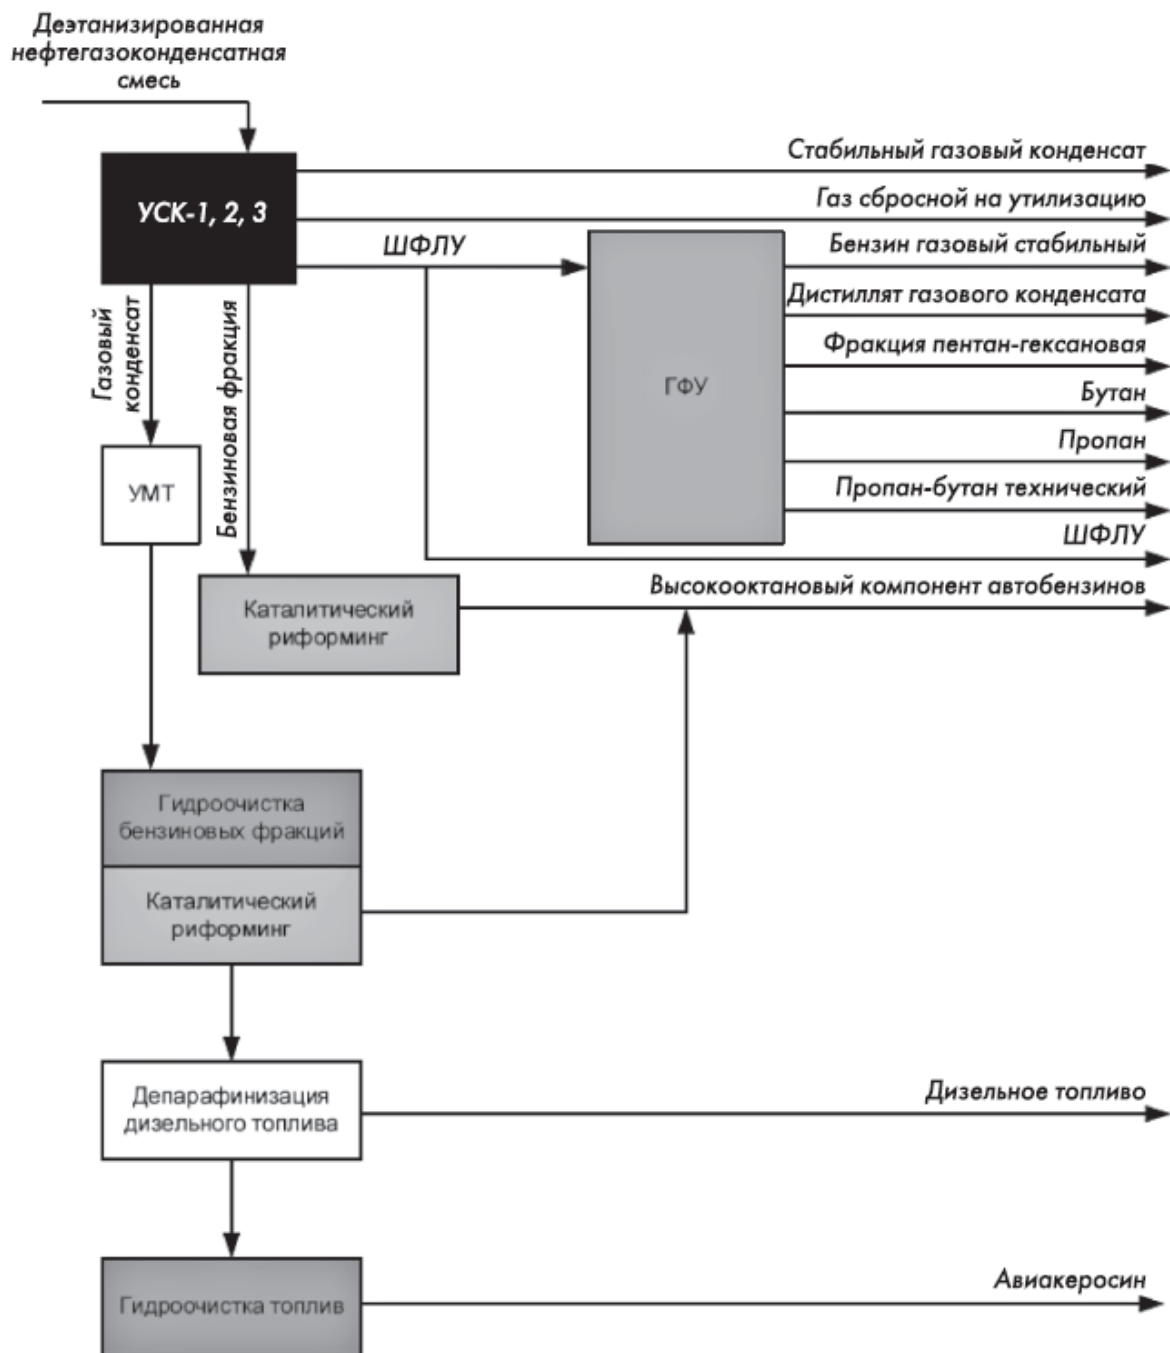 Деэтанизированная
нефтегазоконденсатная
смесь
УСК-1, 2, 3
Стабильный газовый конденсат
Газ сбросной на утилизацию
ШФЛУ
Бензин газовый стабильный
Дистиллят газового конденсата
Фракция пентан-гексановая
ГФУ
Бутан
Пропан
Пропан-бутан технический
ШФЛУ
Газовый
конденсат
Бензиновая фракция
УМТ
Высокооктановый компонент автобензинов
Каталитический
риформинг
Гидроочистка
бензиновых фракций
Каталитический
риформинг
Депарафинизация
дизельного топлива
Дизельное топливо
Гидроочистка топлив
Авиакеросин